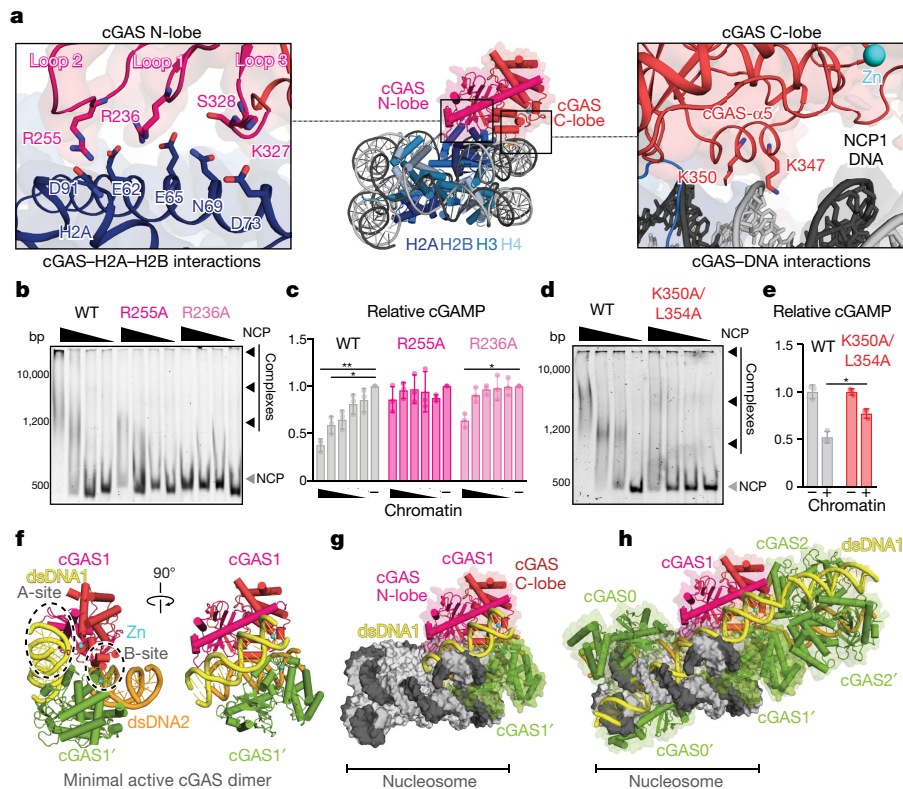 a
cGAS N-lobe
Loop 2
Loop 1
Loop 3
S328
R236
R255
K327
D91
E62
E65
N69
D73
H2A
cGAS–H2A–H2B interactions
cGAS N-lobe
cGAS C-lobe
H2A H2B H3 H4
cGAS C-lobe
Zn
cGAS-α5
NCP1 DNA
K350
K347
cGAS–DNA interactions
b
WT R255A R236A
bp
NCP
10,000
1,200
500
Complexes
NCP
c
Relative cGAMP
WT R255A R236A
** 
*
*
1.0
0.5
0
–
–
–
Chromatin
d
WT
K350A/
L354A
bp
NCP
10,000
1,200
500
Complexes
NCP
e
Relative cGAMP
WT
K350A/
L354A
*
1.0
0.5
0
– + – +
Chromatin
f
cGAS1
dsDNA1
A-site
Zn
B-site
dsDNA2
cGAS1′
90°
cGAS1
cGAS1′
Minimal active cGAS dimer
g
cGAS1
cGAS N-lobe
cGAS C-lobe
dsDNA1
cGAS1′
Nucleosome
h
cGAS1
cGAS2
dsDNA1
cGAS0
cGAS2′
cGAS1′
cGAS0′
Nucleosome